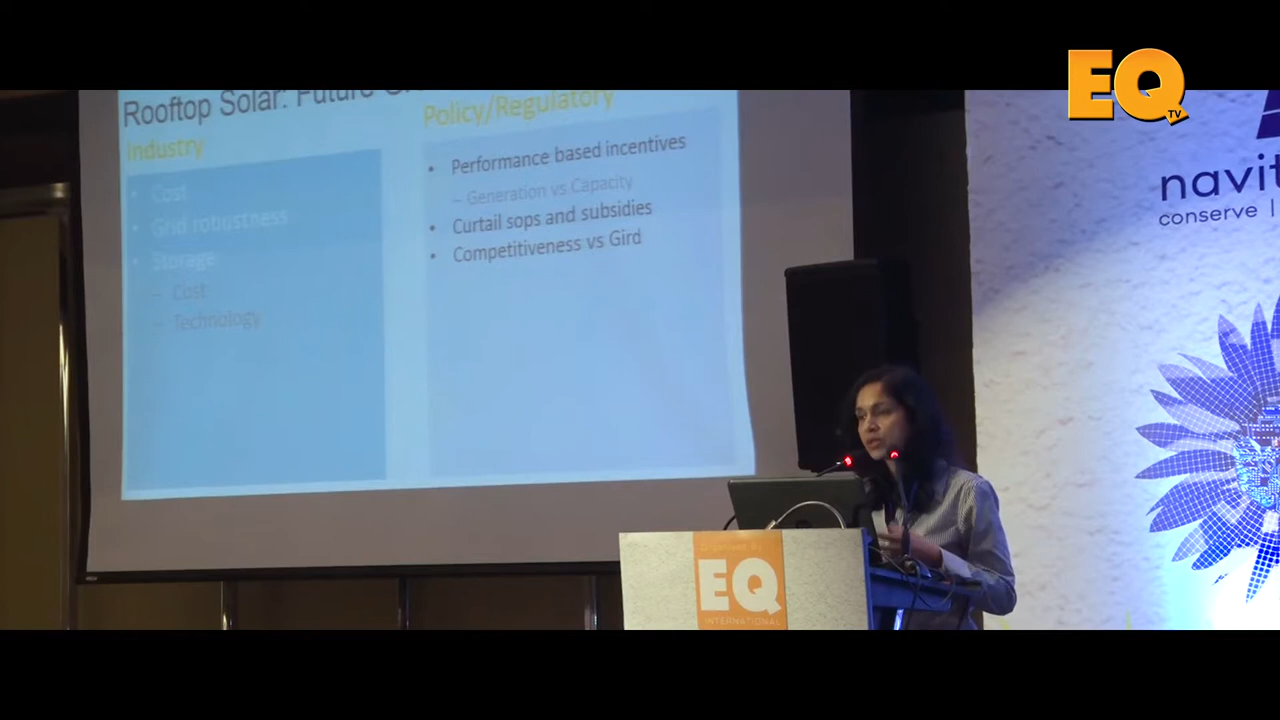 EQ
TV
Rooftop Solar: Future
Industry
• Cost
• Grid robustness
• Storage
– Cost
– Technology
Policy/Regulatory
• Performance based incentives
– Generation vs Capacity
• Curtail sops and subsidies
• Competitiveness vs Gird
navit
conserve |
EQ
INTERNATIONAL